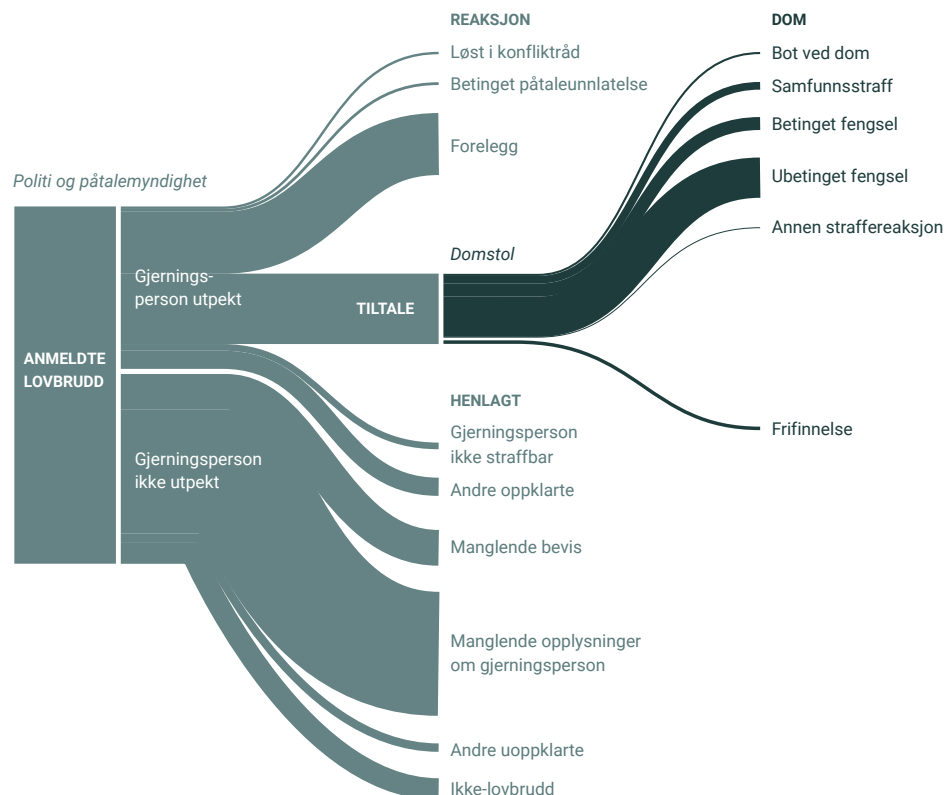 REAKSJON
Løst i konfliktråd
Betinget påtaleunnlatelse
Forelegg
DOM
Bot ved dom
Samfunnsstraff
Betinget fengsel
Ubetinget fengsel
Annen straffereaksjon
Politi og påtalemyndighet
Domstol
Gjernings-
person utpekt
TILTALE
ANMELDTE
LOVBRUDD
Gjerningsperson
ikke utpekt
HENLAGT
Gjerningsperson
ikke straffbar
Andre oppklarte
Manglende bevis
Manglende opplysninger
om gjerningsperson
Andre uoppklarte
Ikke-lovbrudd
Frifinnelse